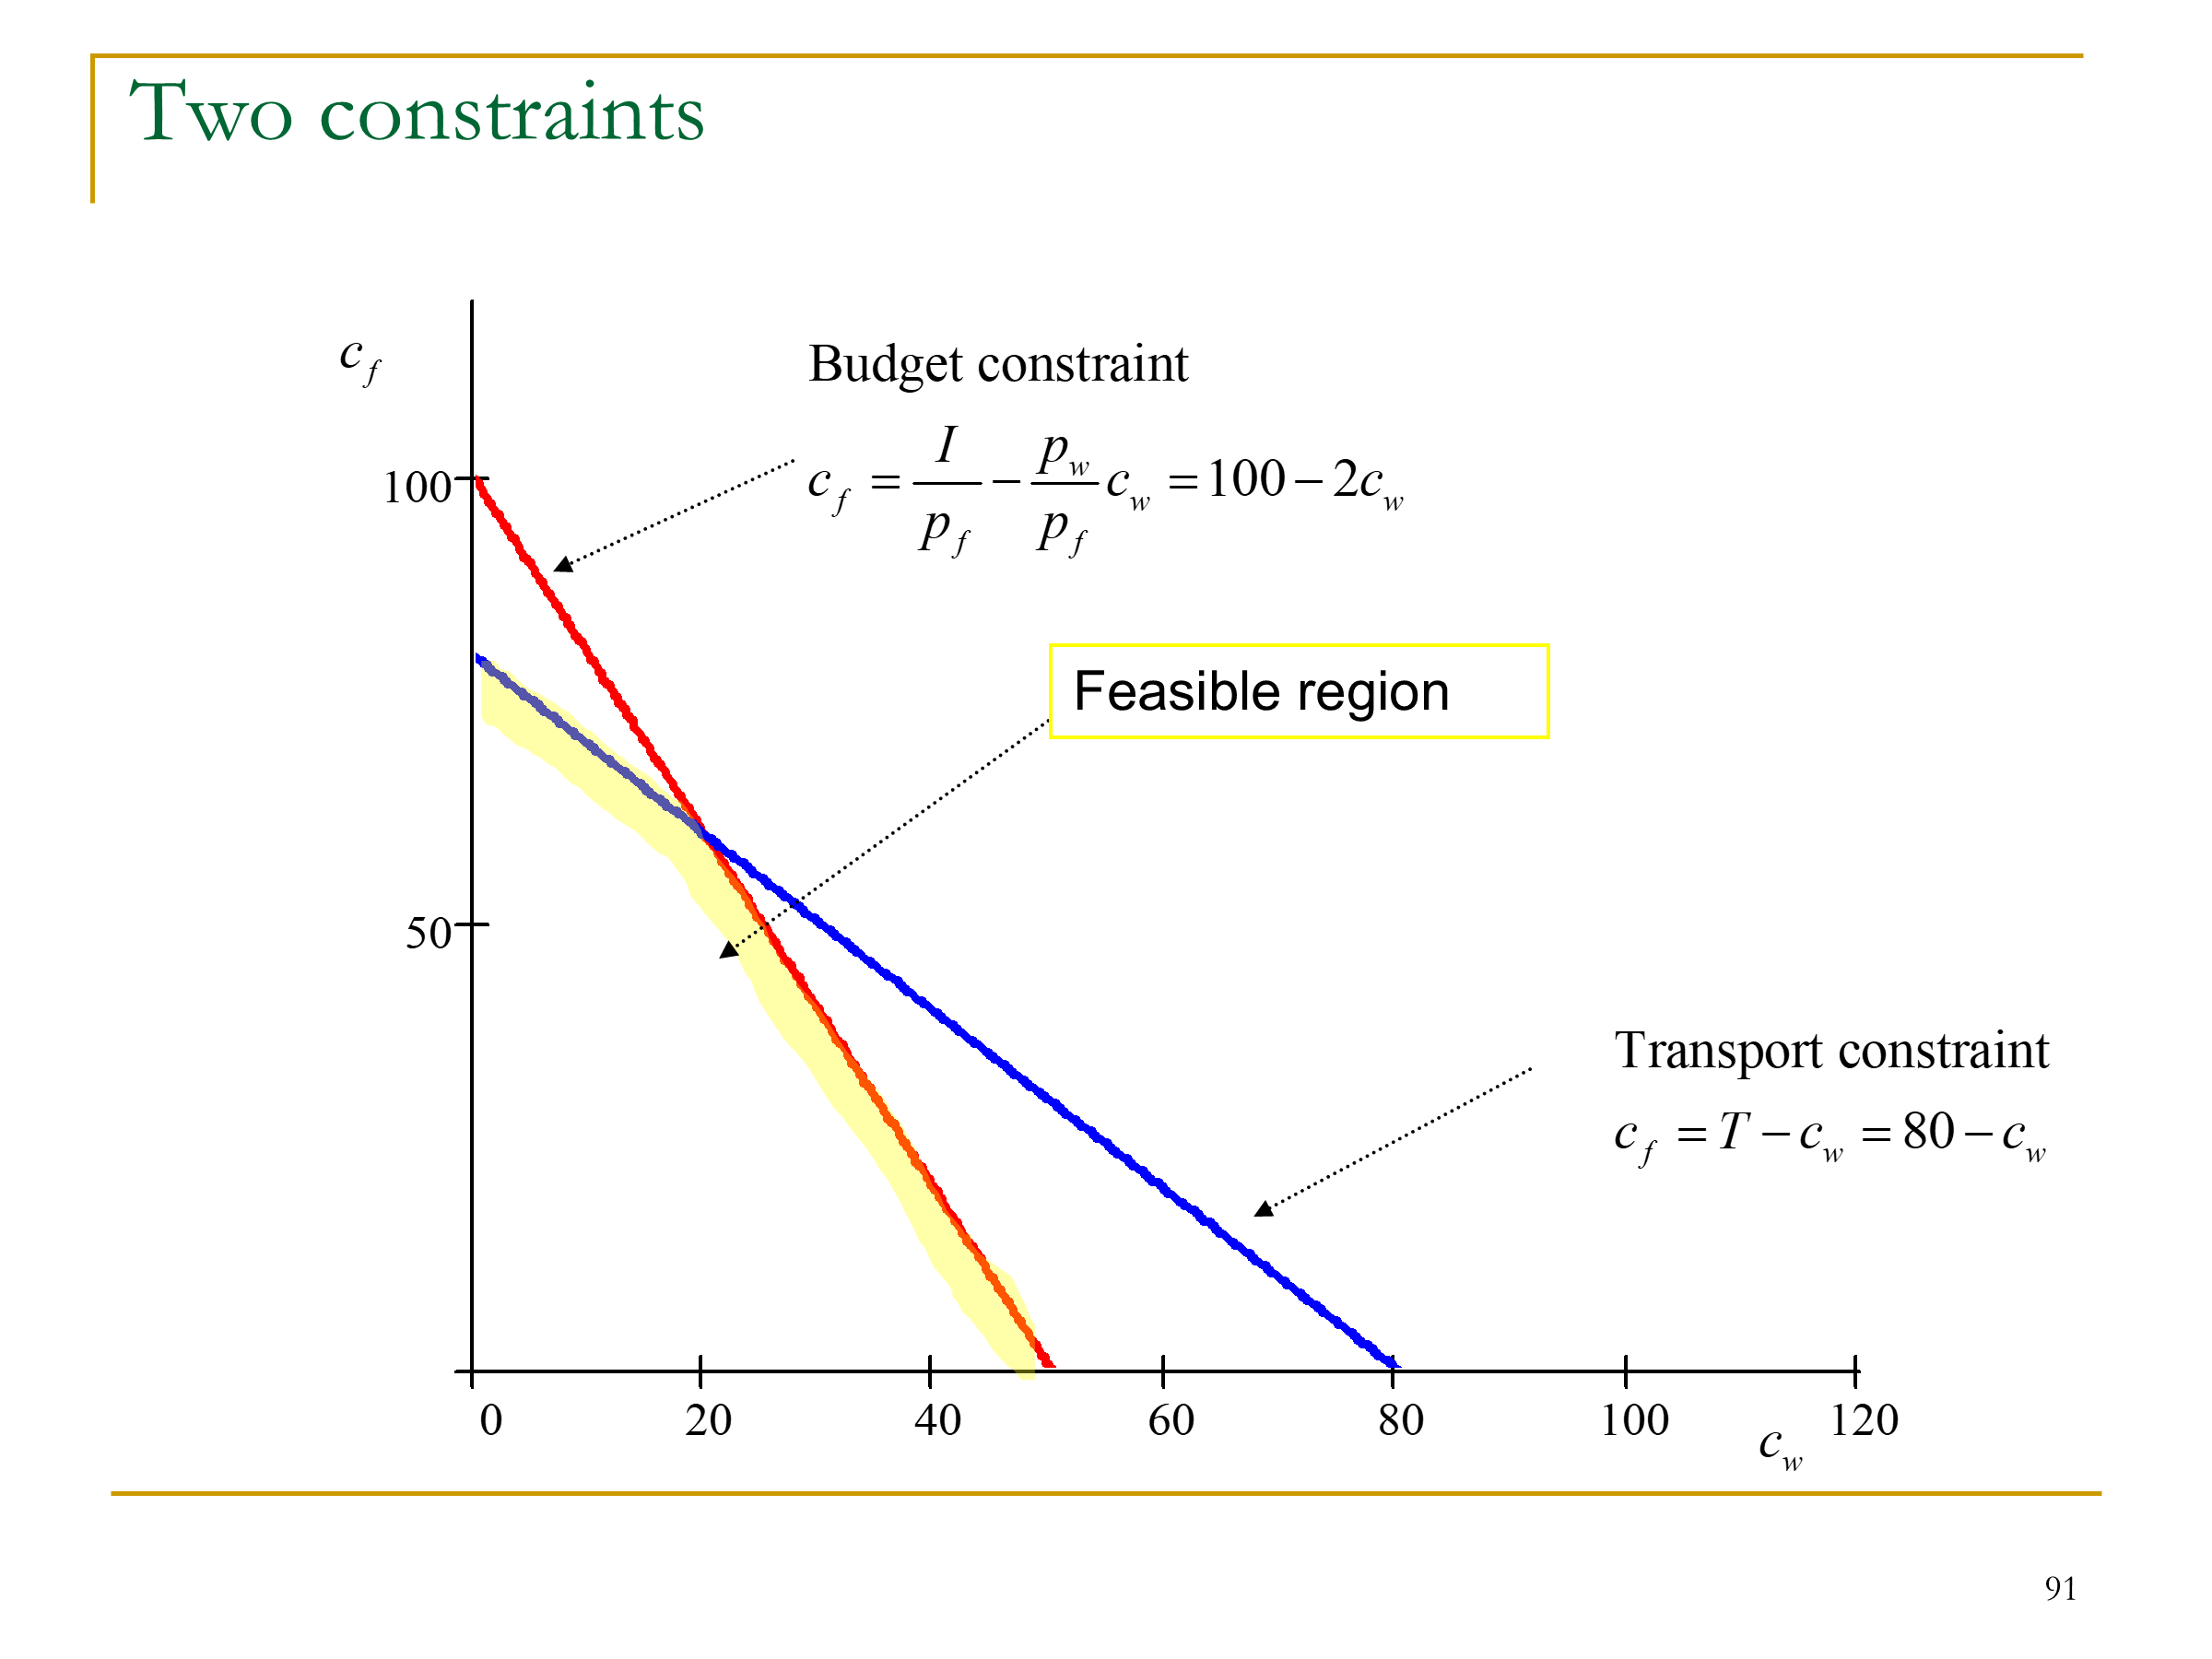 Two constraints
c_f
Budget constraint
c_f = I/p_f − p_w/p_f c_w = 100 − 2c_w
100
Feasible region
50
Transport constraint
c_f = T − c_w = 80 − c_w
0 20 40 60 80 100 120
c_w
91